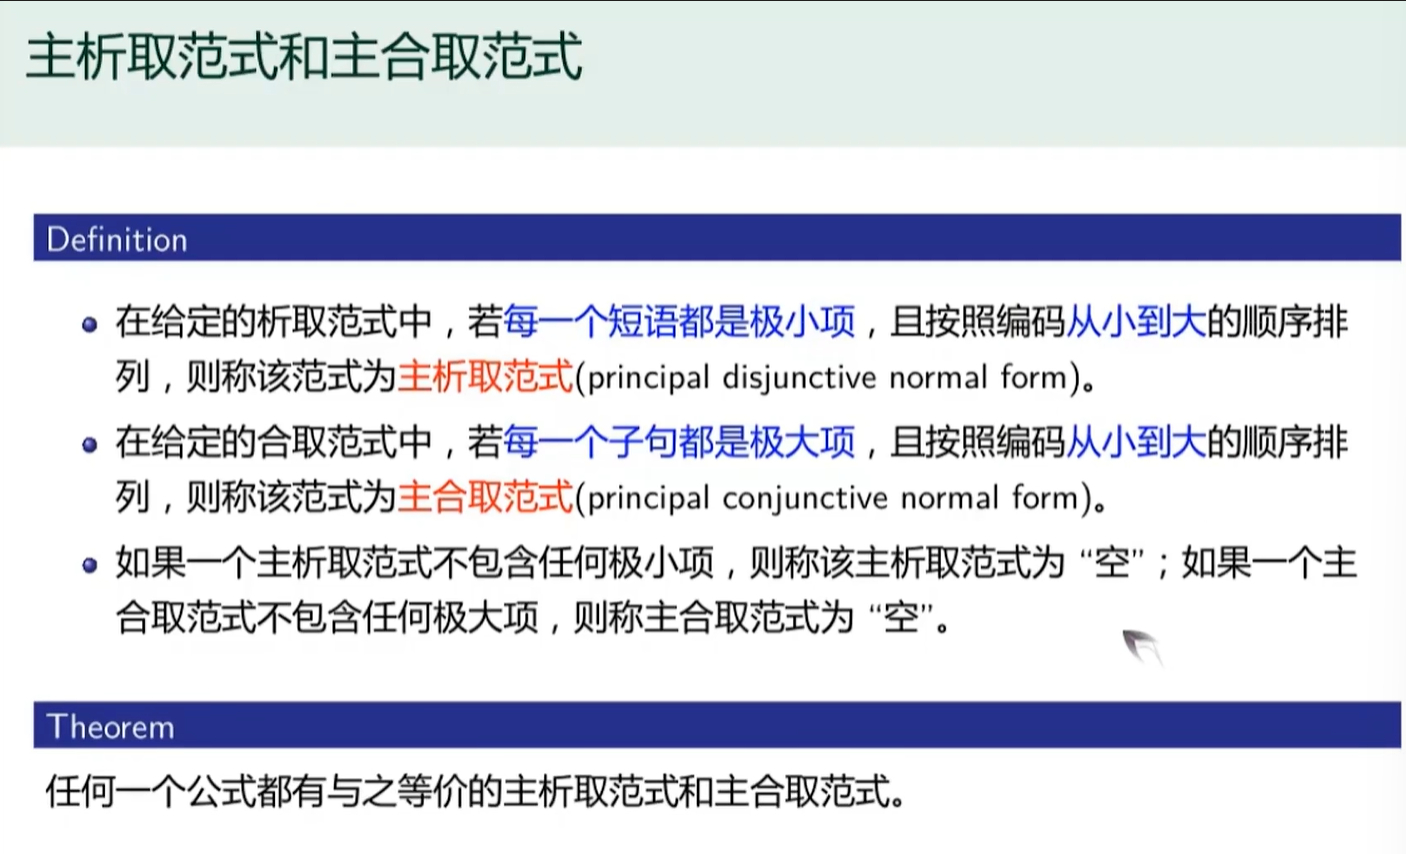 主析取范式和主合取范式
Definition
在给定的析取范式中，若每一个短语都是极小项，且按照编码从小到大的顺序排
列，则称该范式为主析取范式(principal disjunctive normal form)。
在给定的合取范式中，若每一个子句都是极大项，且按照编码从小到大的顺序排
列，则称该范式为主合取范式(principal conjunctive normal form)。
如果一个主析取范式不包含任何极小项，则称该主析取范式为 “空”；如果一个主
合取范式不包含任何极大项，则称主合取范式为 “空”。
Theorem
任何一个公式都有与之等价的主析取范式和主合取范式。